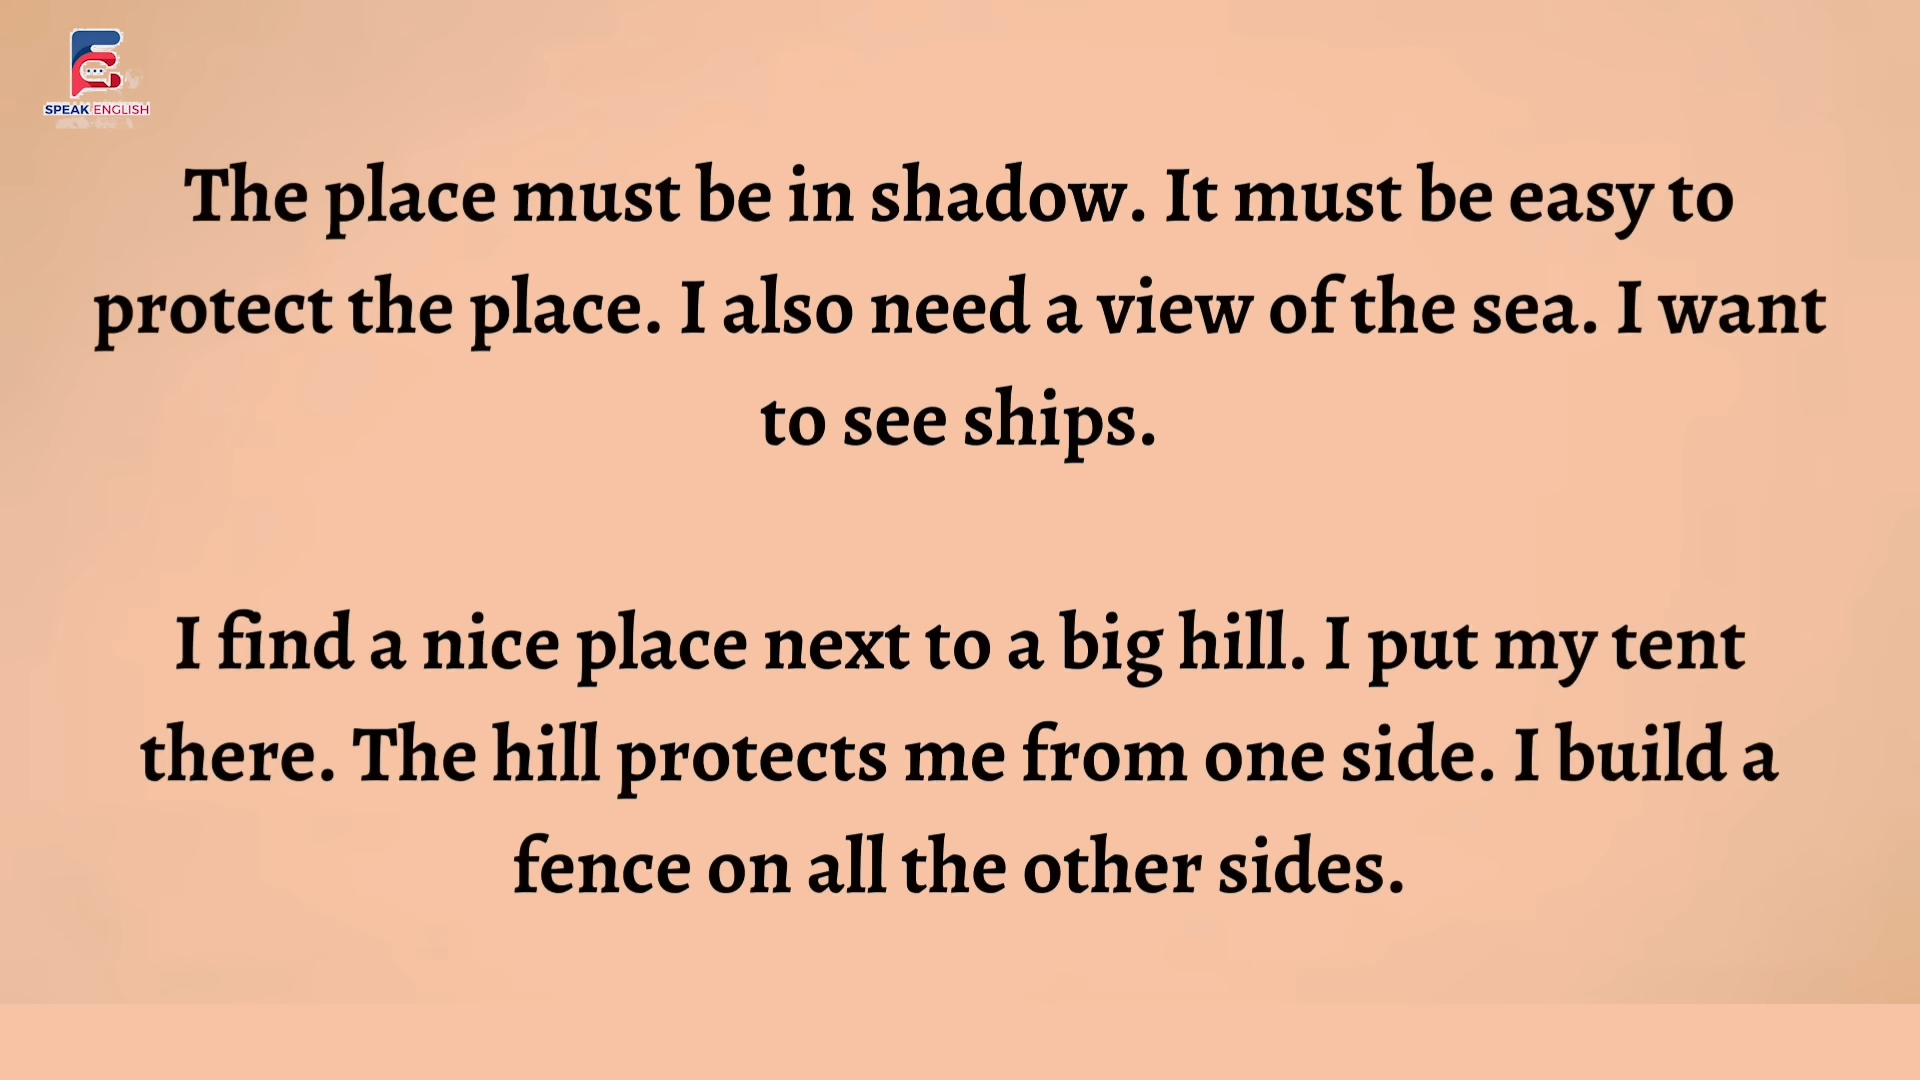 SPEAK ENGLISH
The place must be in shadow. It must be easy to
protect the place. I also need a view of the sea. I want
to see ships.
I find a nice place next to a big hill. I put my tent
there. The hill protects me from one side. I build a
fence on all the other sides.